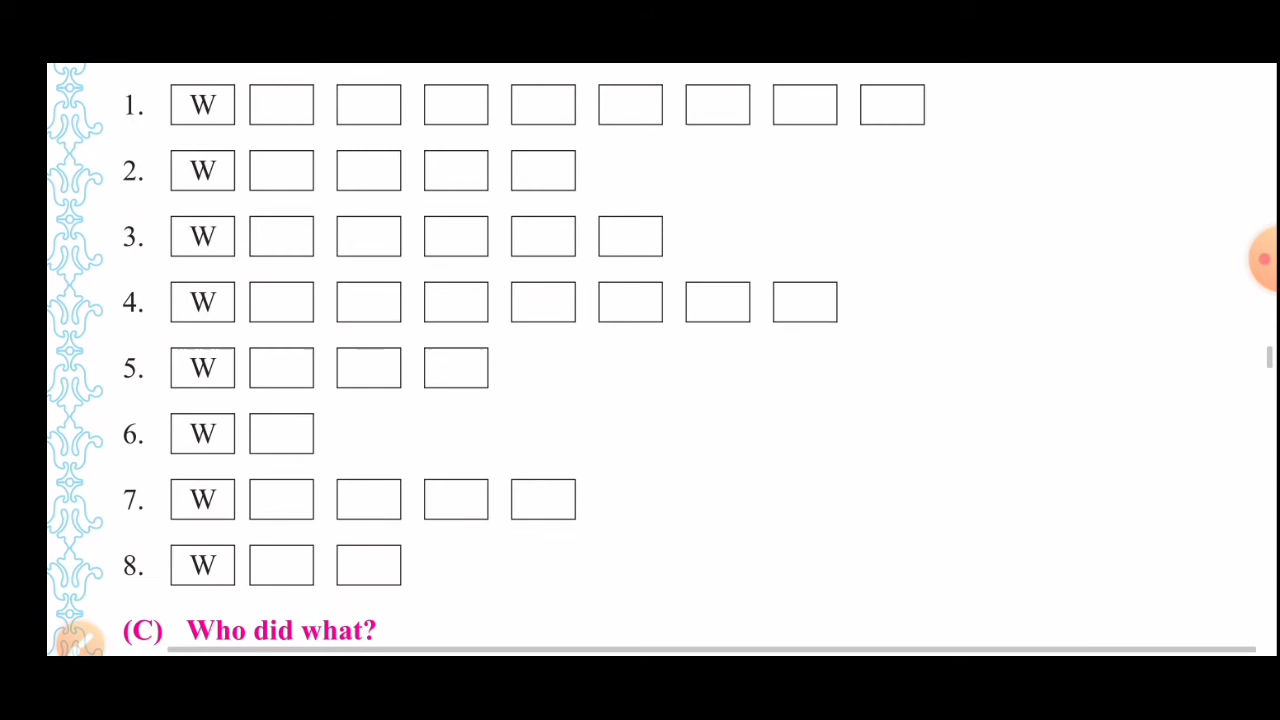 1. W
2. W
3. W
4. W
5. W
6. W
7. W
8. W
(C) Who did what?